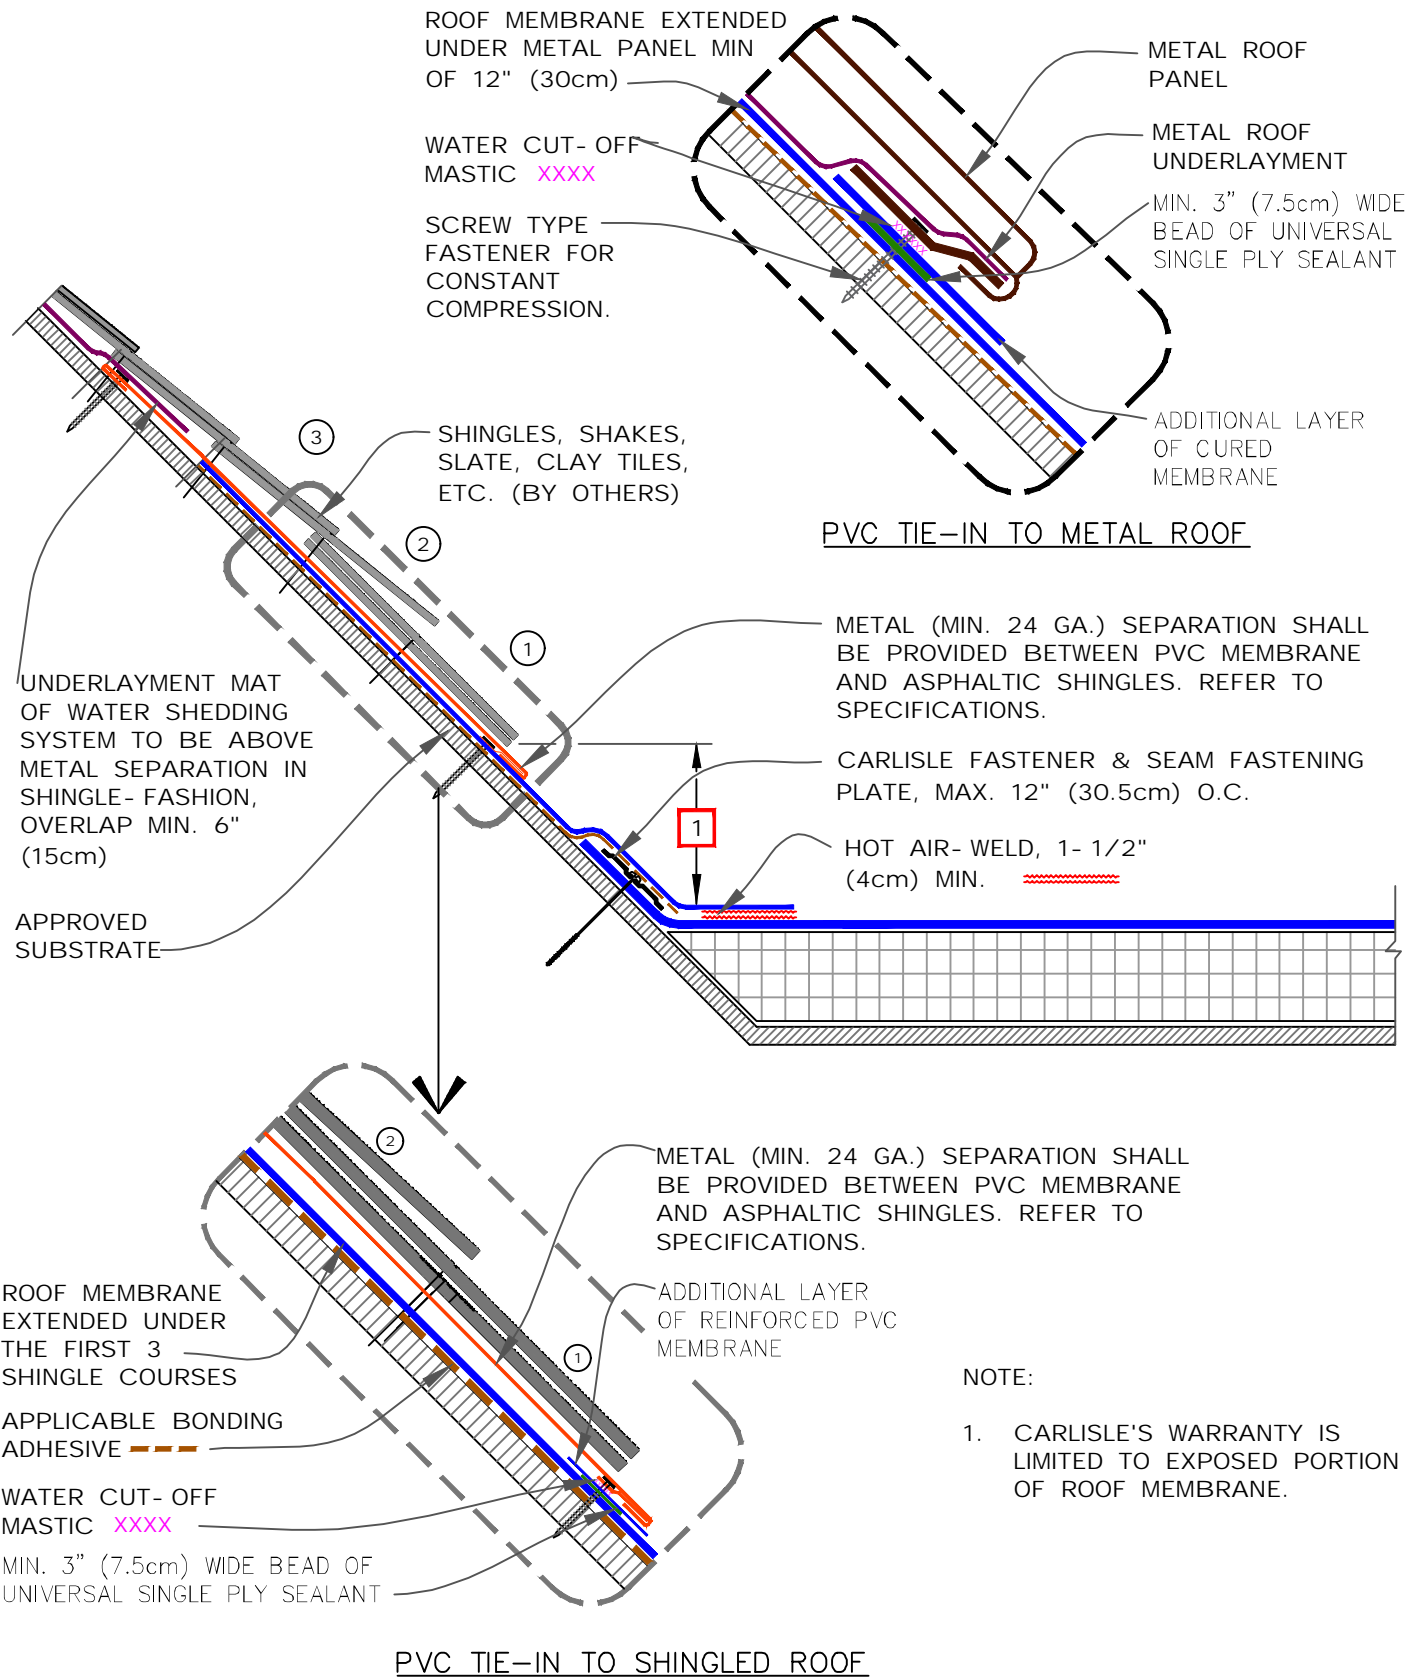 ROOF MEMBRANE EXTENDED
UNDER METAL PANEL MIN
OF 12" (30cm)
WATER CUT-OFF
MASTIC XXXX
SCREW TYPE
FASTENER FOR
CONSTANT
COMPRESSION.
METAL ROOF
PANEL
METAL ROOF
UNDERLAYMENT
MIN. 3” (7.5cm) WIDE
BEAD OF UNIVERSAL
SINGLE PLY SEALANT
ADDITIONAL LAYER
OF CURED
MEMBRANE
PVC TIE-IN TO METAL ROOF
3
SHINGLES, SHAKES,
SLATE, CLAY TILES,
ETC. (BY OTHERS)
2
1
METAL (MIN. 24 GA.) SEPARATION SHALL
BE PROVIDED BETWEEN PVC MEMBRANE
AND ASPHALTIC SHINGLES. REFER TO
SPECIFICATIONS.
CARLISLE FASTENER & SEAM FASTENING
PLATE, MAX. 12" (30.5cm) O.C.
1
HOT AIR-WELD, 1-1/2"
(4cm) MIN.
UNDERLAYMENT MAT
OF WATER SHEDDING
SYSTEM TO BE ABOVE
METAL SEPARATION IN
SHINGLE-FASHION,
OVERLAP MIN. 6"
(15cm)
APPROVED
SUBSTRATE
2
METAL (MIN. 24 GA.) SEPARATION SHALL
BE PROVIDED BETWEEN PVC MEMBRANE
AND ASPHALTIC SHINGLES. REFER TO
SPECIFICATIONS.
ADDITIONAL LAYER
OF REINFORCED PVC
MEMBRANE
1
ROOF MEMBRANE
EXTENDED UNDER
THE FIRST 3
SHINGLE COURSES
APPLICABLE BONDING
ADHESIVE
WATER CUT-OFF
MASTIC XXXX
MIN. 3” (7.5cm) WIDE BEAD OF
UNIVERSAL SINGLE PLY SEALANT
NOTE:
1. CARLISLE'S WARRANTY IS
LIMITED TO EXPOSED PORTION
OF ROOF MEMBRANE.
PVC TIE-IN TO SHINGLED ROOF